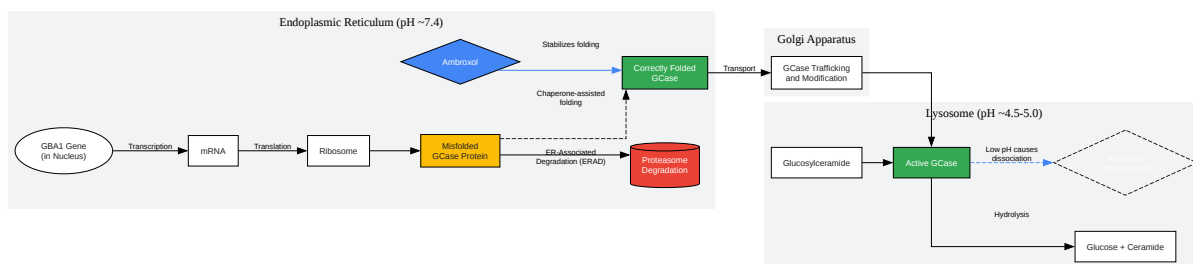 Endoplasmic Reticulum (pH ~7.4)
Ambroxol
Stabilizes folding
Correctly Folded
GCase
Chaperone-assisted
folding
GBA1 Gene
(in Nucleus)
Transcription
mRNA
Translation
Ribosome
Misfolded
GCase Protein
ER-Associated
Degradation (ERAD)
Proteasome
Degradation
Transport
Golgi Apparatus
GCase Trafficking
and Modification
Lysosome (pH ~4.5-5.0)
Glucosylceramide
Active GCase
Low pH causes
dissociation
Hydrolysis
Glucose + Ceramide